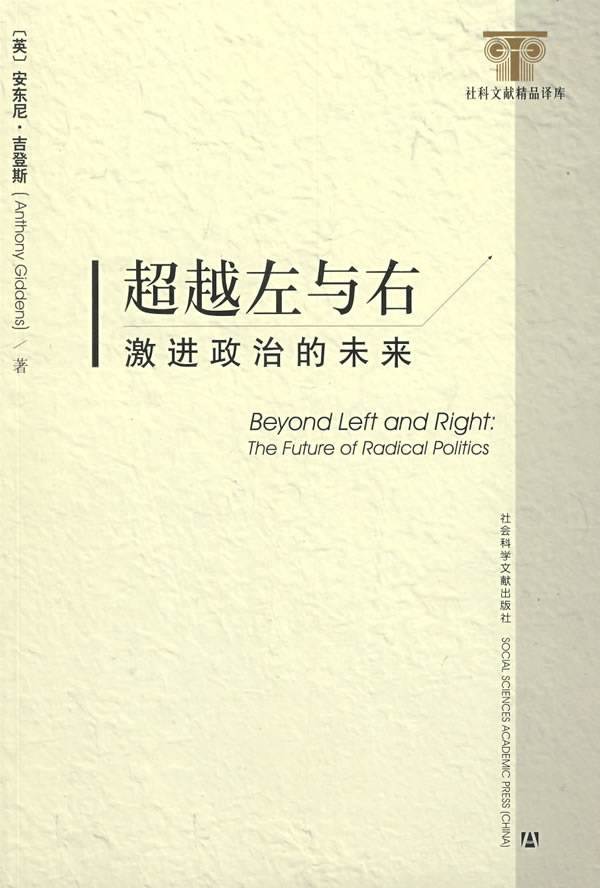 社科文献精品译库
〔英〕安东尼·吉登斯(Anthony Giddens)/著
超越左与右
激进政治的未来
Beyond Left and Right:
The Future of Radical Politics
社会科学文献出版社 SOCIAL SCIENCES ACADEMIC PRESS (CHINA)